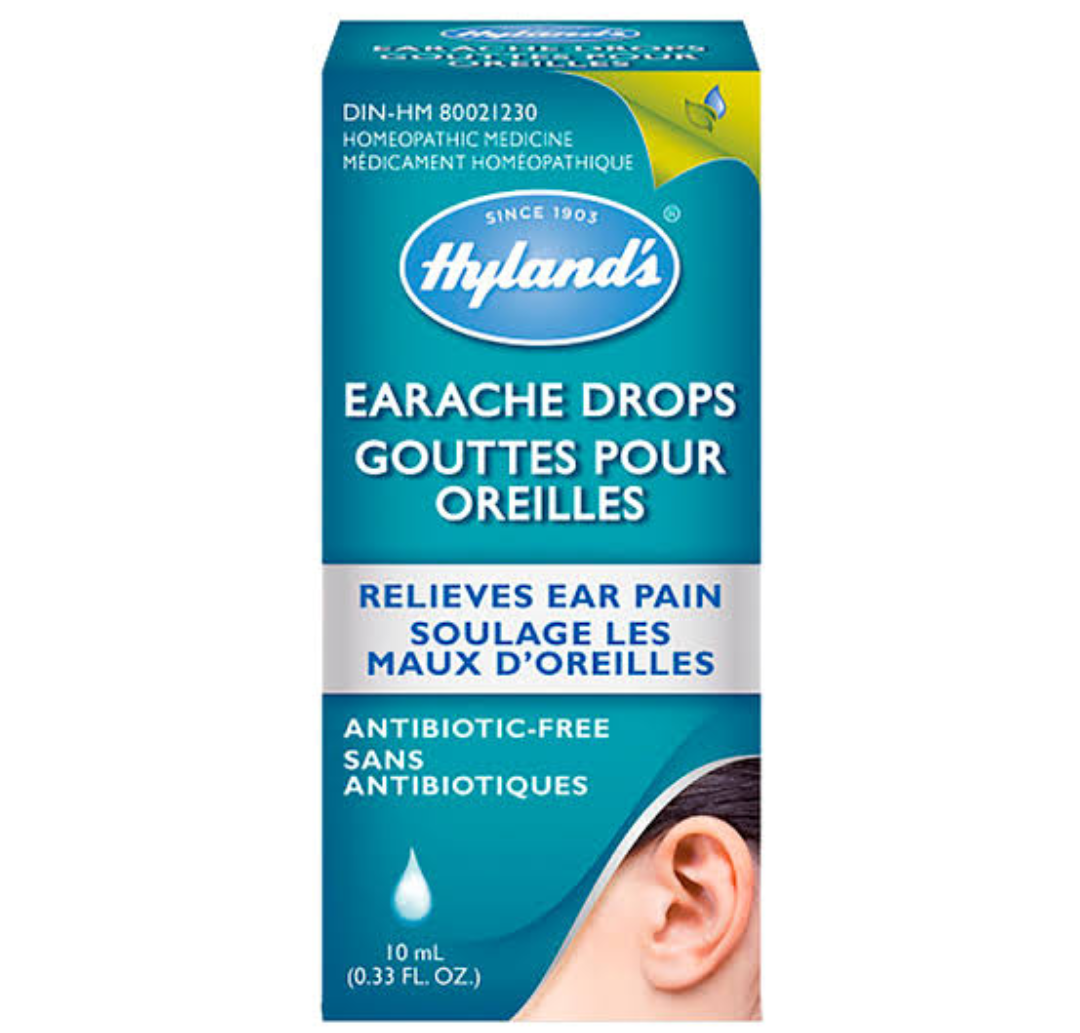 Hyland's
EARACHE DROPS
GOUTTES POUR
OREILLES
DIN-HM 80021230
HOMEOPATHIC MEDICINE
MÉDICAMENT HOMÉOPATHIQUE
SINCE 1903
®
Hyland's
EARACHE DROPS
GOUTTES POUR
OREILLES
RELIEVES EAR PAIN
SOULAGE LES
MAUX D'OREILLES
ANTIBIOTIC-FREE
SANS
ANTIBIOTIQUES
10 mL
(0.33 FL. OZ.)